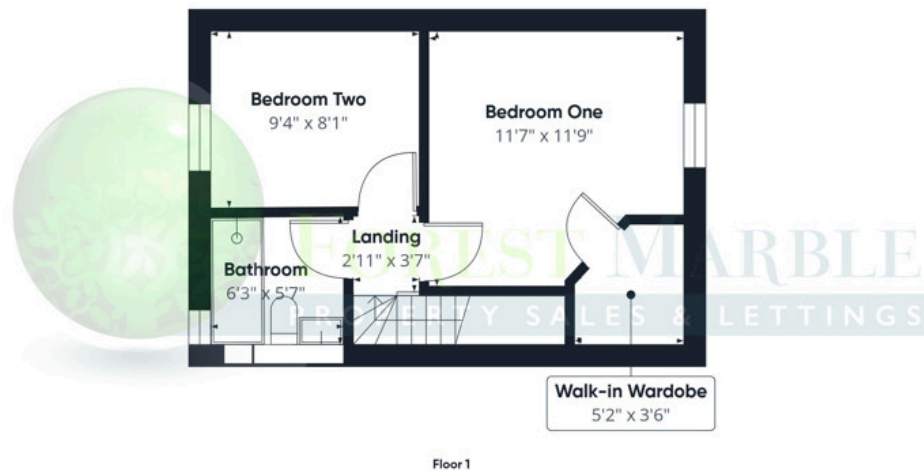 Bedroom Two
9'4" x 8'1"
Bedroom One
11'7" x 11'9"
Landing
2'11" x 3'7"
Bathroom
6'3" x 5'7"
FOREST MARBLE
PROPERTY SALES & LETTINGS
Walk-in Wardobe
5'2" x 3'6"
Floor 1